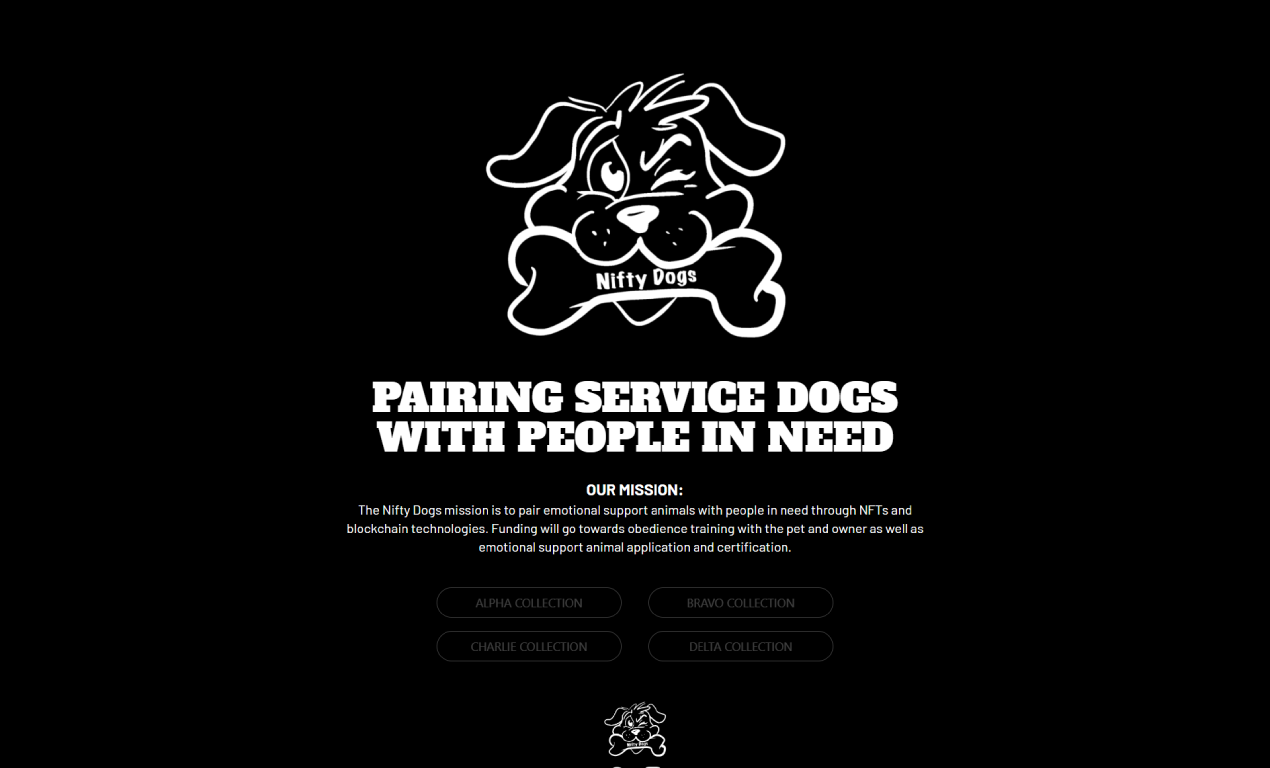 Nifty Dogs
PAIRING SERVICE DOGS
WITH PEOPLE IN NEED
OUR MISSION:
The Nifty Dogs mission is to pair emotional support animals with people in need through NFTs and
blockchain technologies. Funding will go towards obedience training with the pet and owner as well as
emotional support animal application and certification.
ALPHA COLLECTION
BRAVO COLLECTION
CHARLIE COLLECTION
DELTA COLLECTION
Nifty Dogs